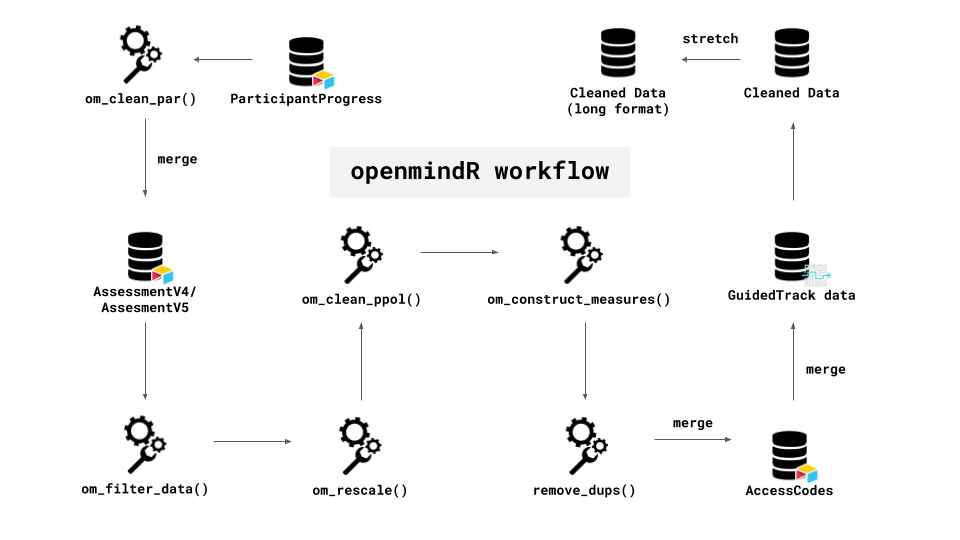 stretch
om_clean_par()
ParticipantProgress
Cleaned Data
(long format)
Cleaned Data
merge
openmindR workflow
AssessmentV4/
AssesmentV5
om_clean_ppol()
om_construct_measures()
GuidedTrack data
merge
merge
om_filter_data()
om_rescale()
remove_dups()
AccessCodes